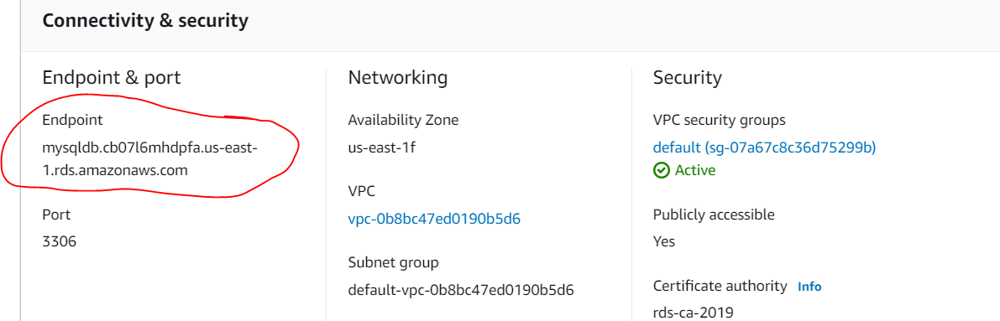 Connectivity & security
Endpoint & port
Endpoint
mysqldb.cb07l6mhdpfa.us-east-
1.rds.amazonaws.com
Port
3306
Networking
Availability Zone
us-east-1f
VPC
vpc-0b8bc47ed0190b5d6
Subnet group
default-vpc-0b8bc47ed0190b5d6
Security
VPC security groups
default (sg-07a67c8c36d75299b)
Active
Publicly accessible
Yes
Certificate authority Info
rds-ca-2019